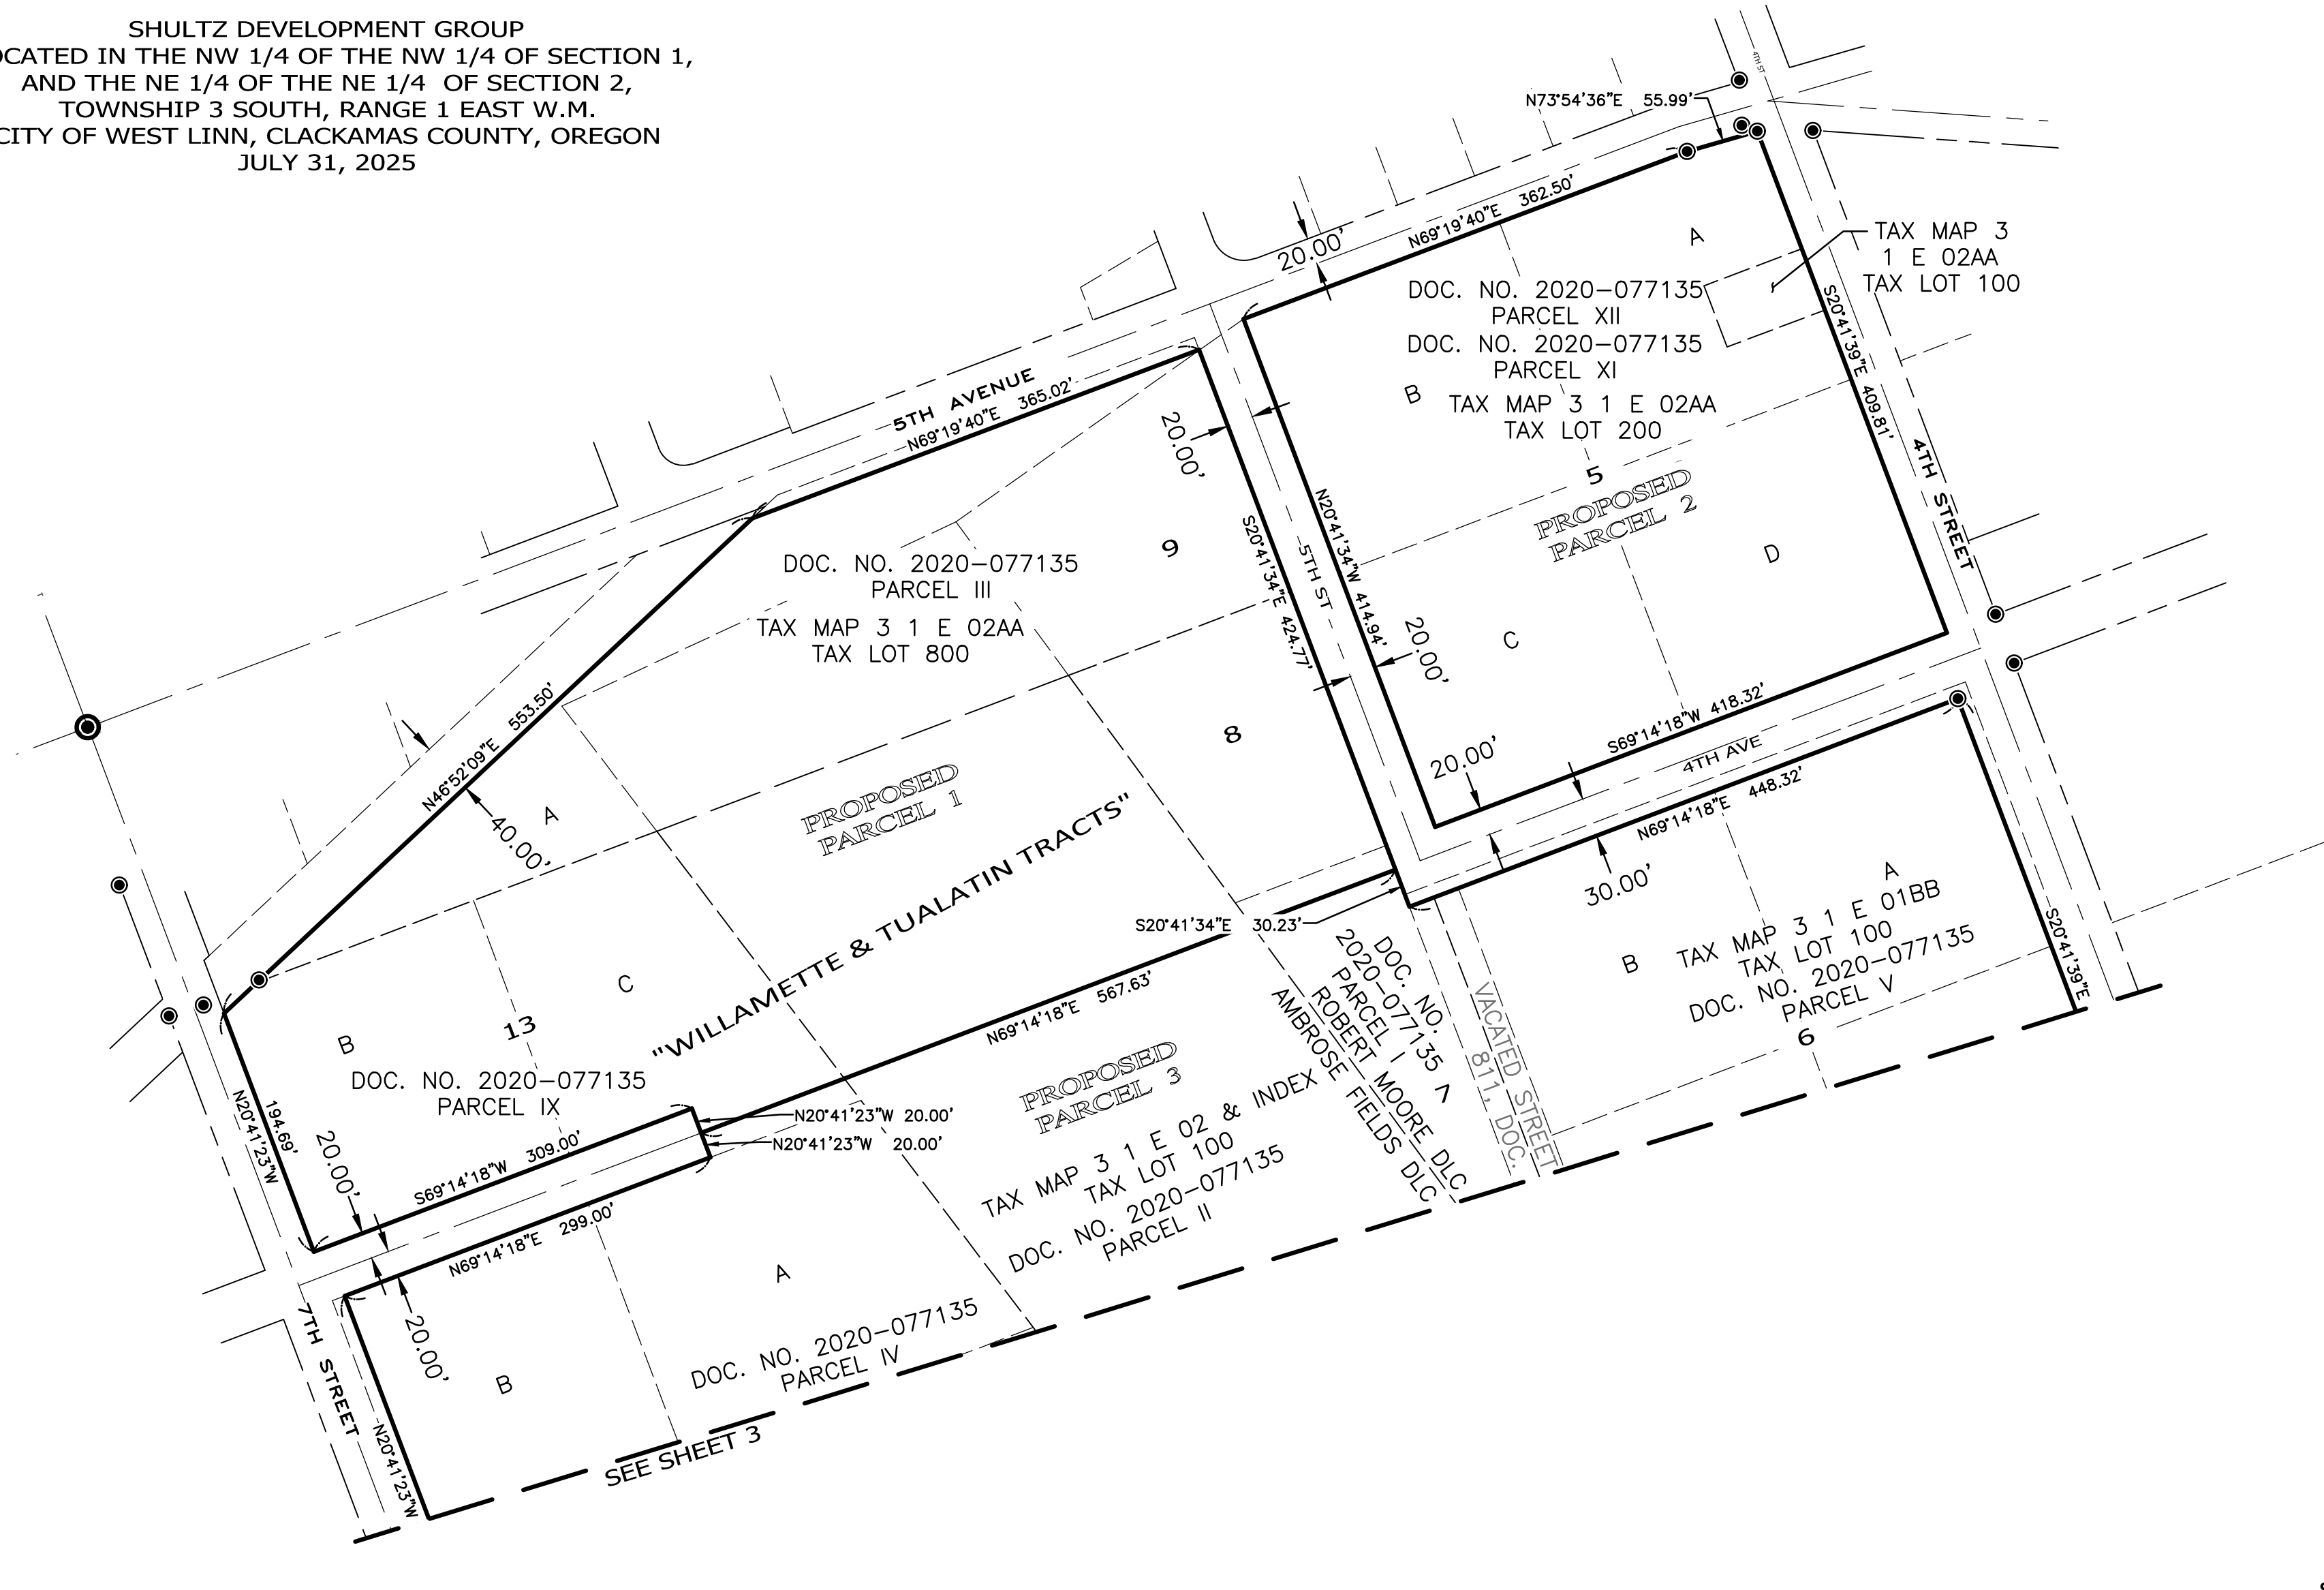 SHULTZ DEVELOPMENT GROUP
OCATED IN THE NW 1/4 OF THE NW 1/4 OF SECTION 1,
AND THE NE 1/4 OF THE NE 1/4 OF SECTION 2,
TOWNSHIP 3 SOUTH, RANGE 1 EAST W.M.
CITY OF WEST LINN, CLACKAMAS COUNTY, OREGON
JULY 31, 2025
4TH ST
N73°54'36"E 55.99'
N69°19'40"E 362.50'
20.00'
A
TAX MAP 3
1 E 02AA
TAX LOT 100
DOC. NO. 2020-077135
PARCEL XII
DOC. NO. 2020-077135
PARCEL XI
B
TAX MAP 3 1 E 02AA
TAX LOT 200
S20°41'39"E 409.81'
4TH STREET
5
PROPOSED
PARCEL 2
D
C
5TH AVENUE
N69°19'40"E 365.02'
20.00'
S20°41'34"E 424.77'
5TH ST
N20°41'34"W 414.94'
20.00'
9
DOC. NO. 2020-077135
PARCEL III
TAX MAP 3 1 E 02AA
TAX LOT 800
8
20.00'
S69°14'18"W 418.32'
4TH AVE
N69°14'18"E 448.32'
30.00'
N46°52'09"E 553.50'
40.00'
A
PROPOSED
PARCEL 1
"WILLAMETTE & TUALATIN TRACTS"
S20°41'34"E 30.23'
A
B
TAX MAP 3 1 E 01BB
TAX LOT 100
DOC. NO. 2020-077135
PARCEL V
S20°41'39"E
6
C
13
B
DOC. NO. 2020-077135
PARCEL IX
N69°14'18"E 567.63'
DOC. NO.
2020-077135
PARCEL I
7
ROBERT MOORE DLC
AMBROSE FIELDS DLC
VACATED STREET
811, DOC.
194.69'
N20°41'23"W
20.00'
S69°14'18"W 309.00'
N20°41'23"W 20.00'
N20°41'23"W 20.00'
N69°14'18"E 299.00'
PROPOSED
PARCEL 3
TAX MAP 3 1 E 02 & INDEX
TAX LOT 100
DOC. NO. 2020-077135
PARCEL II
7TH STREET
20.00'
A
B
DOC. NO. 2020-077135
PARCEL IV
N20°41'23"W
SEE SHEET 3